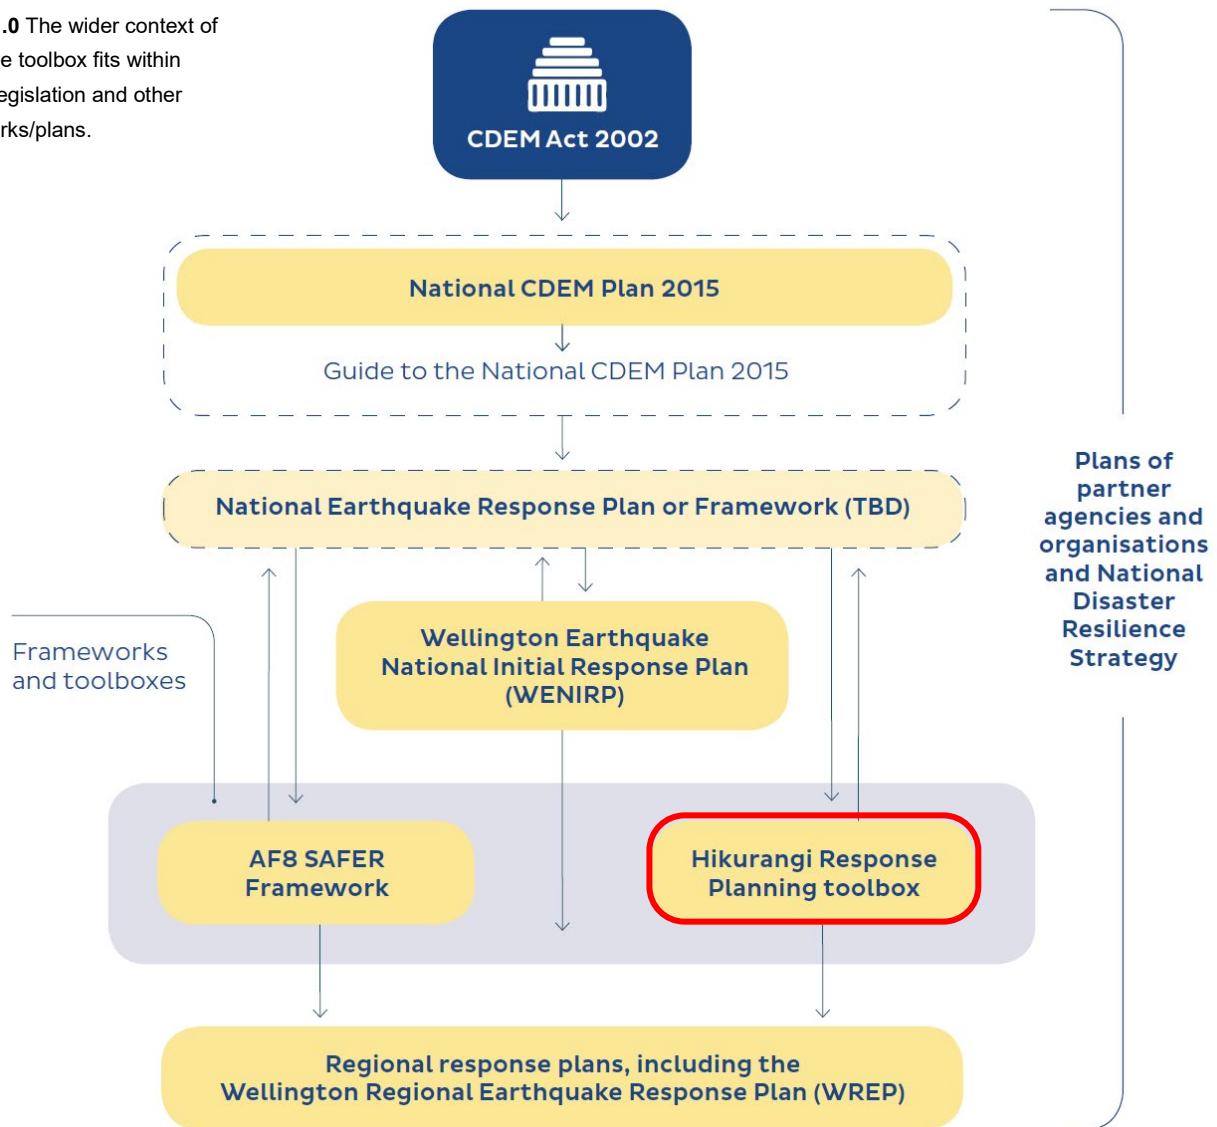 .0 The wider context of
e toolbox fits within
egislation and other
rks/plans.
CDEM Act 2002
National CDEM Plan 2015
Guide to the National CDEM Plan 2015
National Earthquake Response Plan or Framework (TBD)
Wellington Earthquake
National Initial Response Plan
(WENIRP)
Frameworks
and toolboxes
AF8 SAFER
Framework
Hikurangi Response
Planning toolbox
Regional response plans, including the
Wellington Regional Earthquake Response Plan (WREP)
Plans of
partner
agencies and
organisations
and National
Disaster
Resilience
Strategy